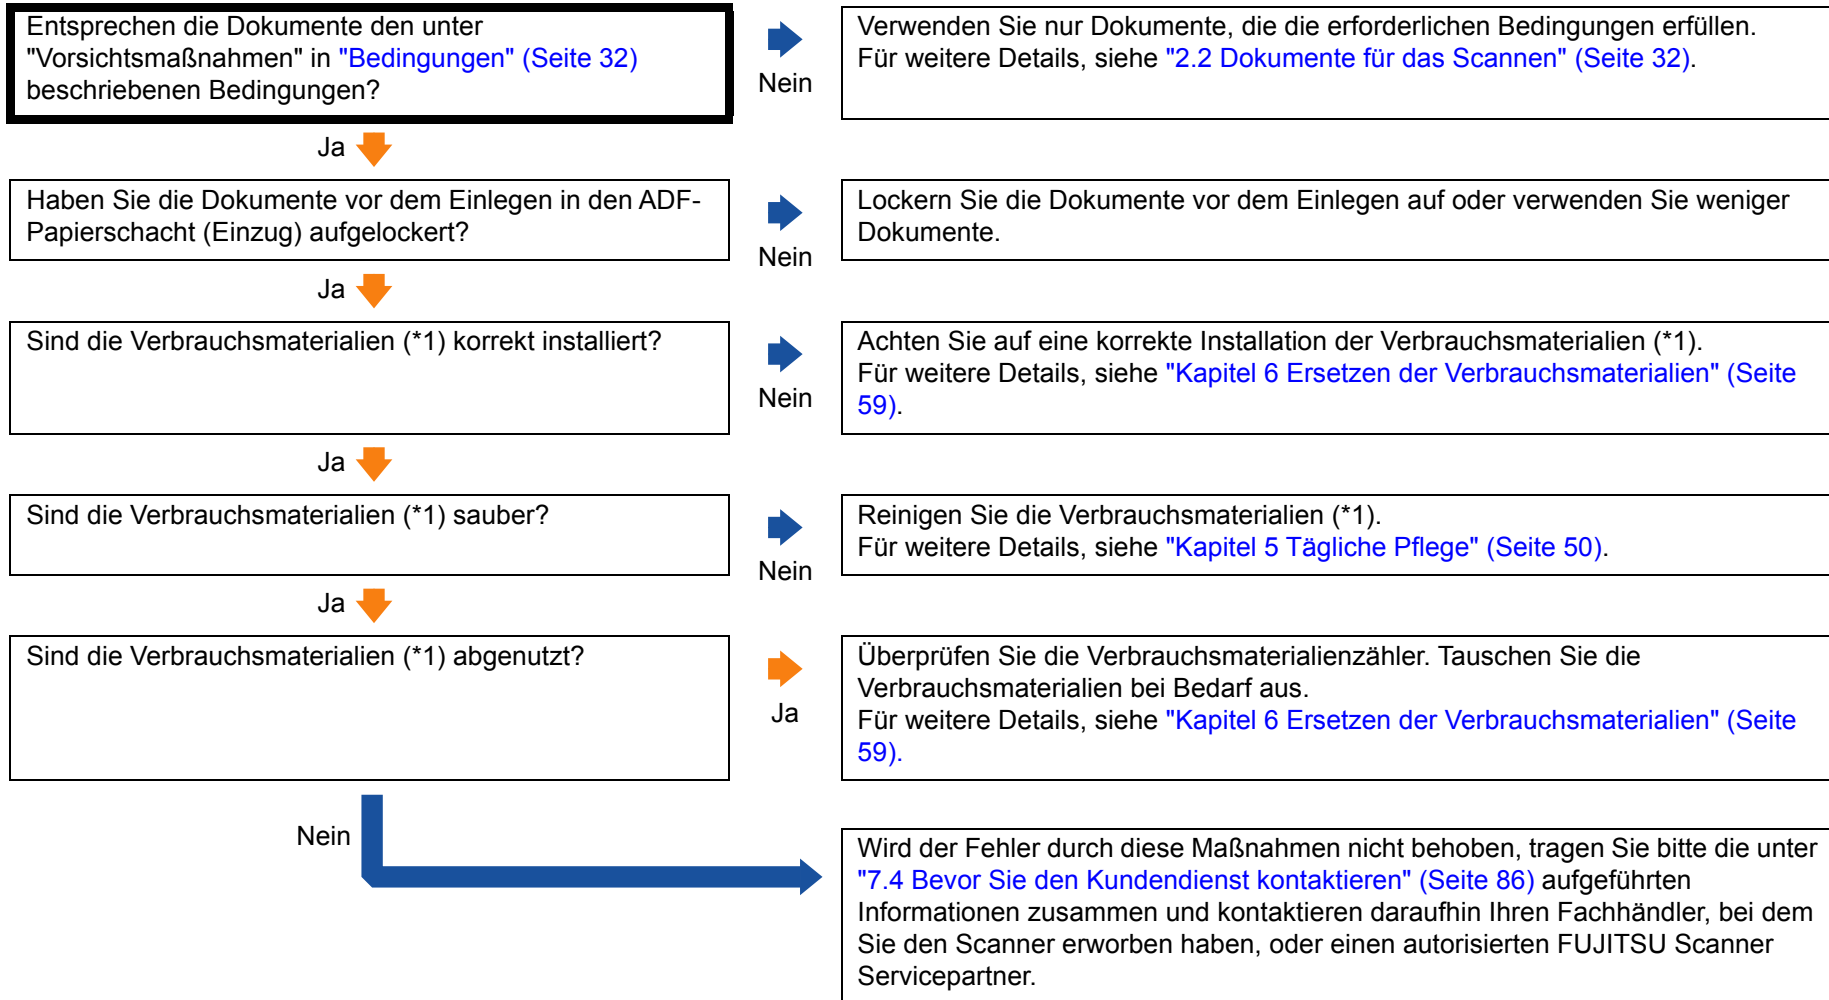 Entsprechen die Dokumente den unter
"Vorsichtsmaßnahmen" in "Bedingungen" (Seite 32)
beschriebenen Bedingungen?
Nein
Verwenden Sie nur Dokumente, die die erforderlichen Bedingungen erfüllen.
Für weitere Details, siehe "2.2 Dokumente für das Scannen" (Seite 32).
Ja
Haben Sie die Dokumente vor dem Einlegen in den ADF-
Papierschacht (Einzug) aufgelockert?
Nein
Lockern Sie die Dokumente vor dem Einlegen auf oder verwenden Sie weniger
Dokumente.
Ja
Sind die Verbrauchsmaterialien (*1) korrekt installiert?
Nein
Achten Sie auf eine korrekte Installation der Verbrauchsmaterialien (*1).
Für weitere Details, siehe "Kapitel 6 Ersetzen der Verbrauchsmaterialien" (Seite
59).
Ja
Sind die Verbrauchsmaterialien (*1) sauber?
Nein
Reinigen Sie die Verbrauchsmaterialien (*1).
Für weitere Details, siehe "Kapitel 5 Tägliche Pflege" (Seite 50).
Ja
Sind die Verbrauchsmaterialien (*1) abgenutzt?
Ja
Überprüfen Sie die Verbrauchsmaterialienzähler. Tauschen Sie die
Verbrauchsmaterialien bei Bedarf aus.
Für weitere Details, siehe "Kapitel 6 Ersetzen der Verbrauchsmaterialien" (Seite
59).
Nein
Wird der Fehler durch diese Maßnahmen nicht behoben, tragen Sie bitte die unter
"7.4 Bevor Sie den Kundendienst kontaktieren" (Seite 86) aufgeführten
Informationen zusammen und kontaktieren daraufhin Ihren Fachhändler, bei dem
Sie den Scanner erworben haben, oder einen autorisierten FUJITSU Scanner
Servicepartner.